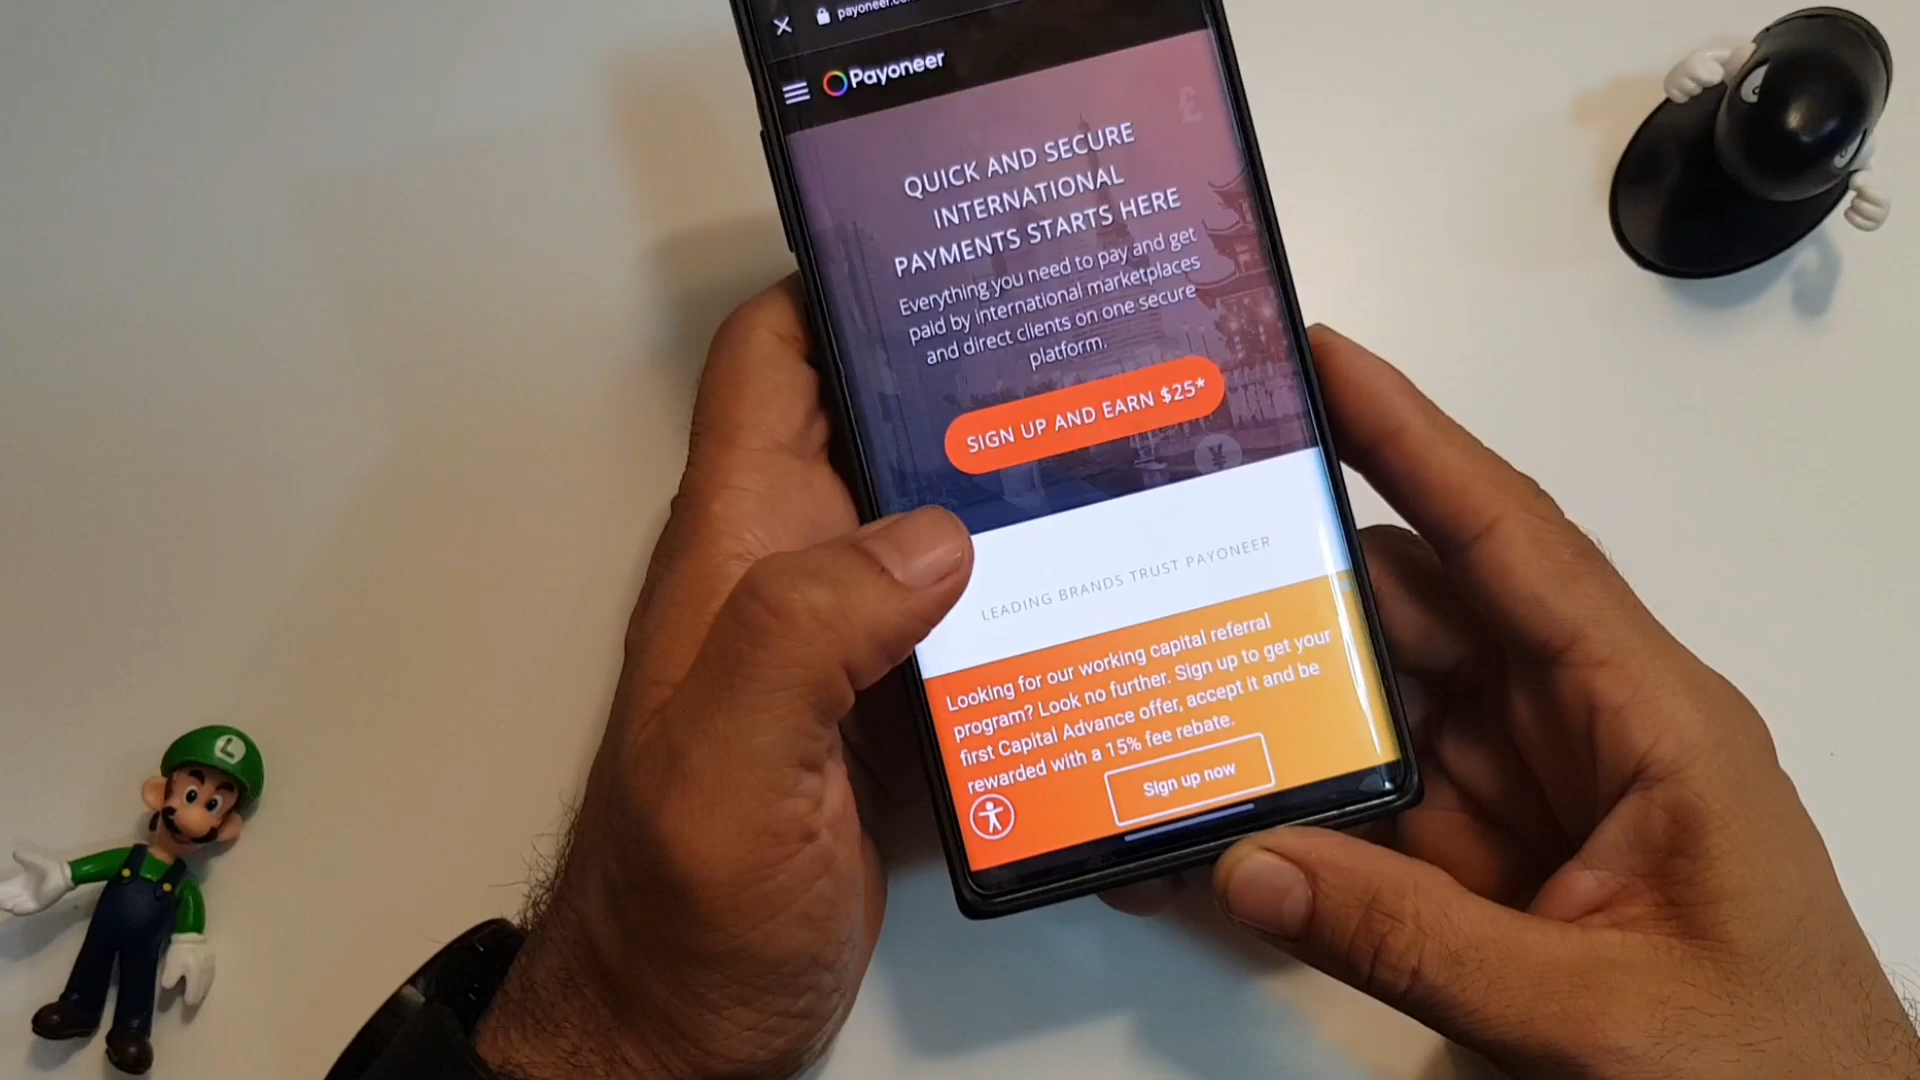 Payoneer
QUICK AND SECURE
INTERNATIONAL
PAYMENTS STARTS HERE
Everything you need to pay and get
paid by international marketplaces
and direct clients on one secure
platform.
SIGN UP AND EARN $25*
LEADING BRANDS TRUST PAYONEER
Looking for our working capital referral
program? Look no further. Sign up to get your
first Capital Advance offer, accept it and be
rewarded with a 15% fee rebate.
Sign up now
L